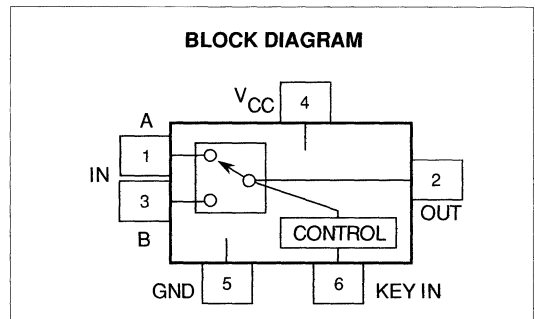 BLOCK DIAGRAM
VCC 4
A
1
IN
3
B
2
OUT
CONTROL
GND 5
6 KEY IN